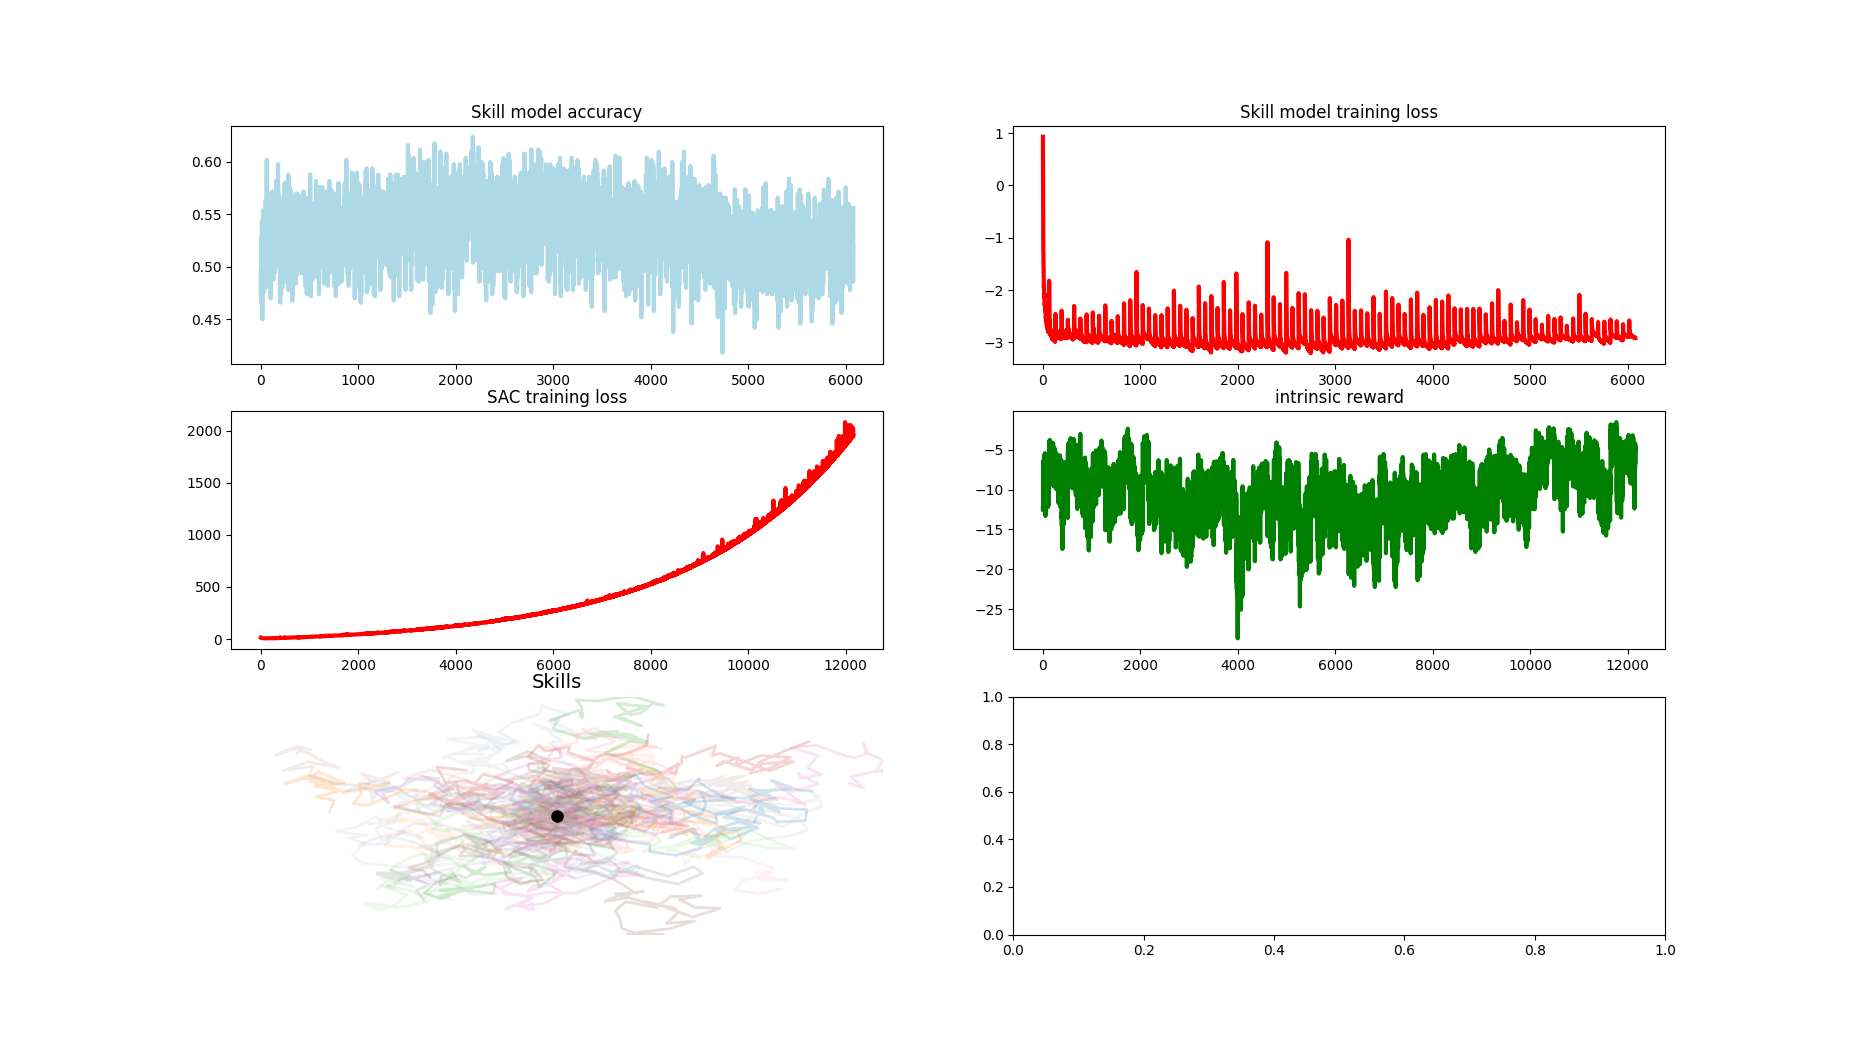 Skill model accuracy
0.60
0.55
0.50
0.45
0 1000 2000 3000 4000 5000 6000
Skill model training loss
1
0
−1
−2
−3
0 1000 2000 3000 4000 5000 6000
SAC training loss
2000
1500
1000
500
0
0 2000 4000 6000 8000 10000 12000
intrinsic reward
−5
−10
−15
−20
−25
0 2000 4000 6000 8000 10000 12000
Skills
1.0
0.8
0.6
0.4
0.2
0.0
0.0 0.2 0.4 0.6 0.8 1.0